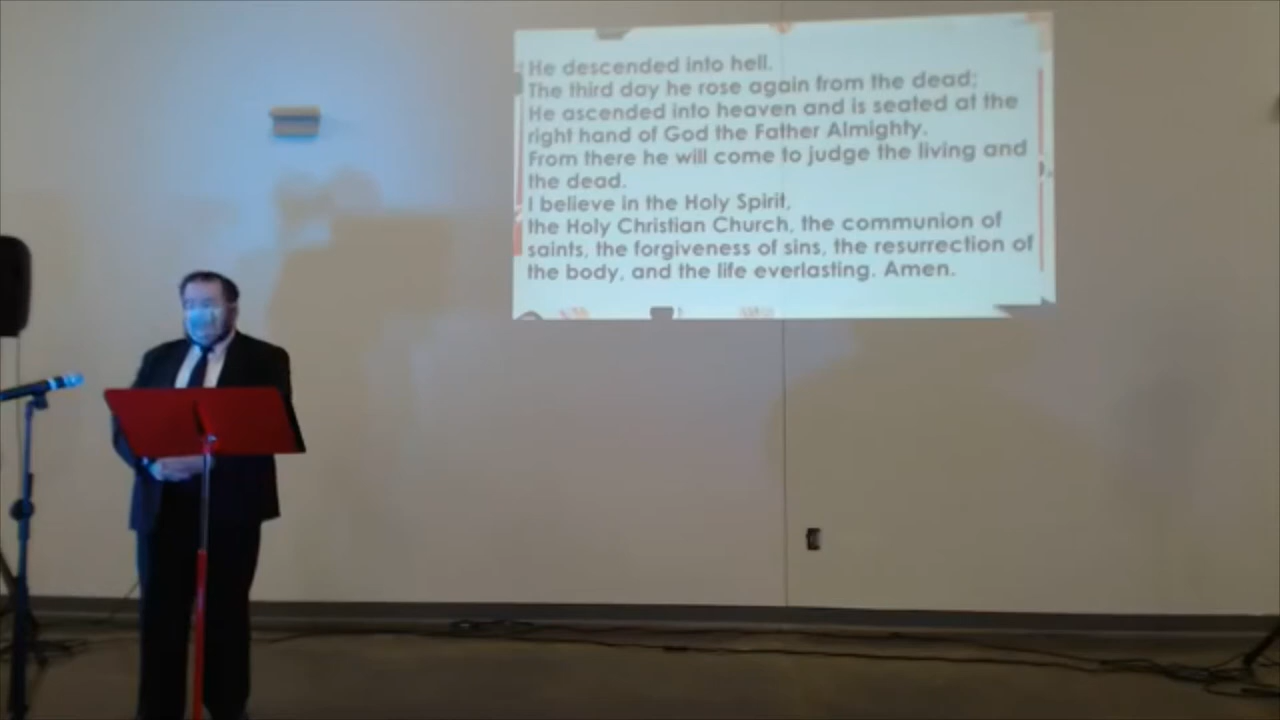 He descended into hell.
The third day he rose again from the dead;
He ascended into heaven and is seated at the
right hand of God the Father Almighty.
From there he will come to judge the living and
the dead.
I believe in the Holy Spirit,
the Holy Christian Church, the communion of
saints, the forgiveness of sins, the resurrection of
the body, and the life everlasting. Amen.